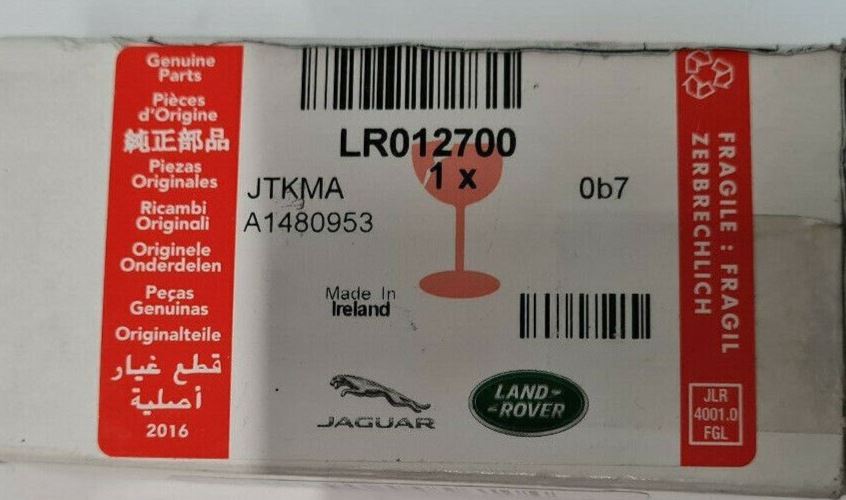 Genuine
Parts
Pièces
d'Origine
純正部品
Piezas
Originales
Ricambi
Originali
Originele
Onderdelen
Peças
Genuinas
Originalteile
قطع غيار
أصلية
2016
LR012700
1 x
JTKMA
0b7
A1480953
Made In
Ireland
JAGUAR
LAND-
-ROVER
FRAGILE : FRAGIL
ZERBRECHLICH
JLR
4001.0
FGL